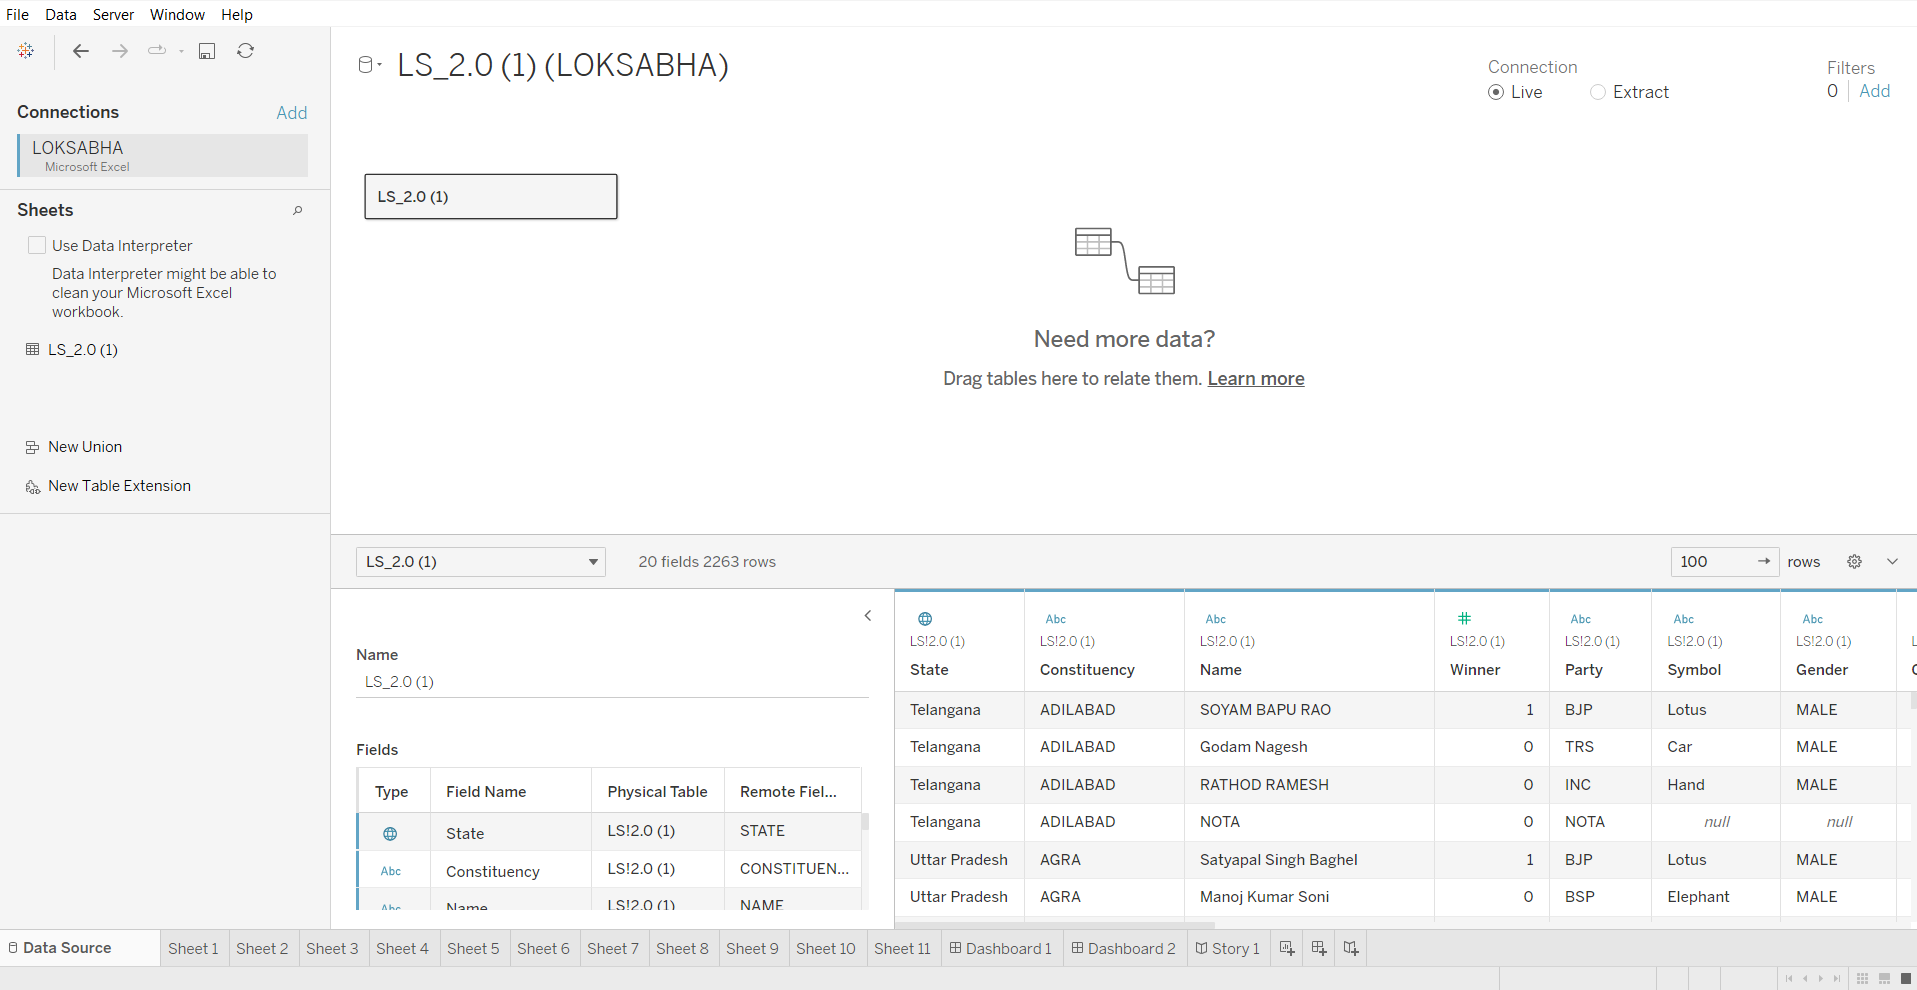 File Data Server Window Help
LS_2.0 (1) (LOKSABHA)
Connection
Live Extract
Filters
0 Add
Connections Add
LOKSABHA
Microsoft Excel
Sheets
Use Data Interpreter
Data Interpreter might be able to
clean your Microsoft Excel
workbook.
LS_2.0 (1)
New Union
New Table Extension
LS_2.0 (1)
Need more data?
Drag tables here to relate them. Learn more
LS_2.0 (1) 20 fields 2263 rows 100 rows
Name
LS_2.0 (1)
Fields
Type Field Name Physical Table Remote Fiel...
State LS!2.0 (1) STATE
Abc Constituency LS!2.0 (1) CONSTITUEN...
Abc Name LS!2.0 (1) NAME
Abc Abc # Abc Abc Abc
LS!2.0 (1) LS!2.0 (1) LS!2.0 (1) LS!2.0 (1) LS!2.0 (1) LS!2.0 (1) LS!2.0 (1)
State Constituency Name Winner Party Symbol Gender
Telangana ADILABAD SOYAM BAPU RAO 1 BJP Lotus MALE
Telangana ADILABAD Godam Nagesh 0 TRS Car MALE
Telangana ADILABAD RATHOD RAMESH 0 INC Hand MALE
Telangana ADILABAD NOTA 0 NOTA null null
Uttar Pradesh AGRA Satyapal Singh Baghel 1 BJP Lotus MALE
Uttar Pradesh AGRA Manoj Kumar Soni 0 BSP Elephant MALE
Data Source Sheet 1 Sheet 2 Sheet 3 Sheet 4 Sheet 5 Sheet 6 Sheet 7 Sheet 8 Sheet 9 Sheet 10 Sheet 11 Dashboard 1 Dashboard 2 Story 1